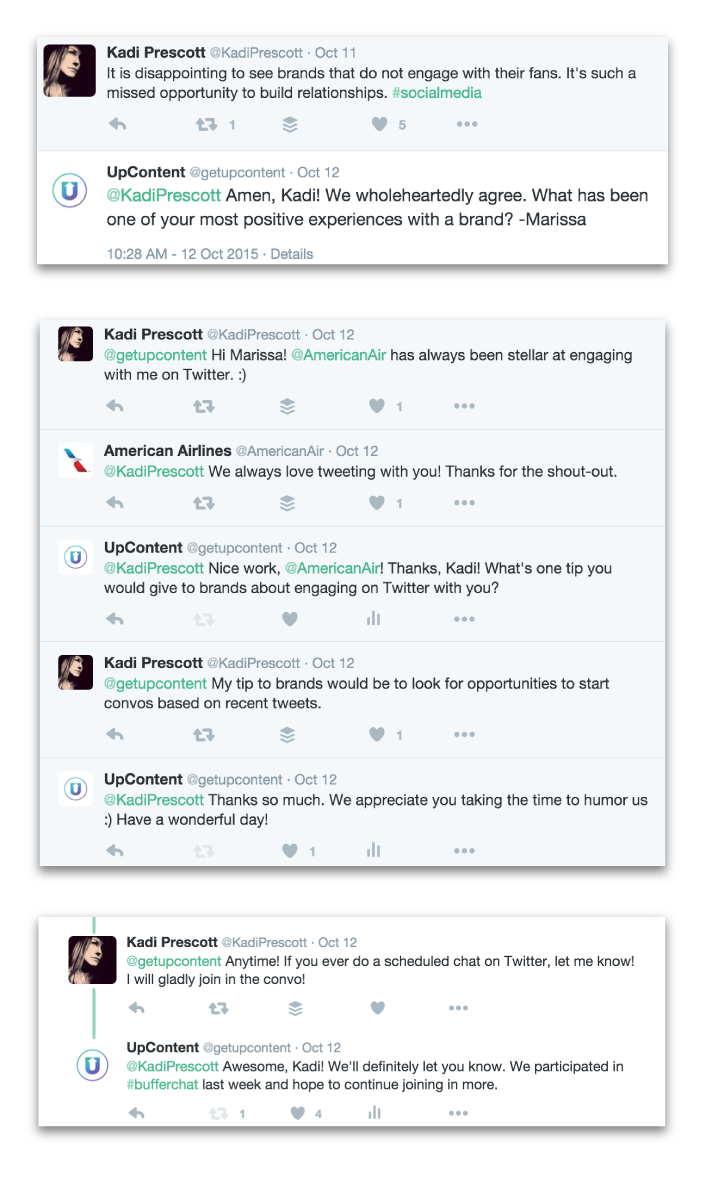 Kadi Prescott @KadiPrescott · Oct 11
It is disappointing to see brands that do not engage with their fans. It's such a
missed opportunity to build relationships. #socialmedia
1 5
UpContent @getupcontent · Oct 12
@KadiPrescott Amen, Kadi! We wholeheartedly agree. What has been
one of your most positive experiences with a brand? -Marissa
10:28 AM - 12 Oct 2015 · Details
Kadi Prescott @KadiPrescott · Oct 12
@getupcontent Hi Marissa! @AmericanAir has always been stellar at engaging
with me on Twitter. :)
1
American Airlines @AmericanAir · Oct 12
@KadiPrescott We always love tweeting with you! Thanks for the shout-out.
1
UpContent @getupcontent · Oct 12
@KadiPrescott Nice work, @AmericanAir! Thanks, Kadi! What's one tip you
would give to brands about engaging on Twitter with you?
Kadi Prescott @KadiPrescott · Oct 12
@getupcontent My tip to brands would be to look for opportunities to start
convos based on recent tweets.
1
UpContent @getupcontent · Oct 12
@KadiPrescott Thanks so much. We appreciate you taking the time to humor us
:) Have a wonderful day!
1
Kadi Prescott @KadiPrescott · Oct 12
@getupcontent Anytime! If you ever do a scheduled chat on Twitter, let me know!
I will gladly join in the convo!
UpContent @getupcontent · Oct 12
@KadiPrescott Awesome, Kadi! We'll definitely let you know. We participated in
#bufferchat last week and hope to continue joining in more.
1 4